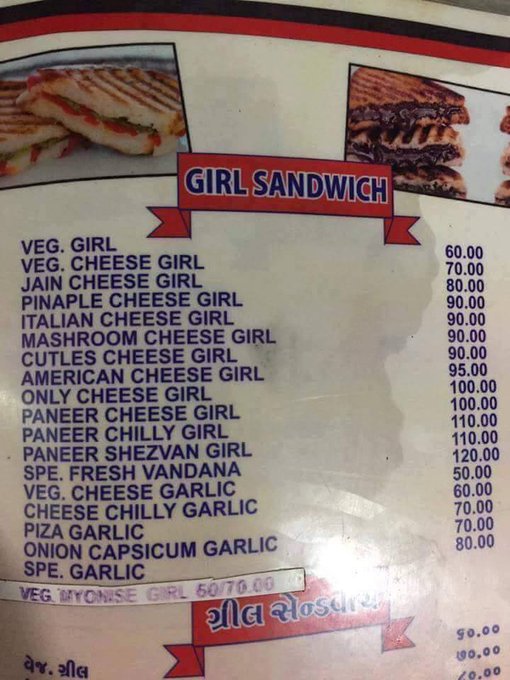 GIRL SANDWICH
VEG. GIRL 60.00
VEG. CHEESE GIRL 70.00
JAIN CHEESE GIRL 80.00
PINAPLE CHEESE GIRL 90.00
ITALIAN CHEESE GIRL 90.00
MASHROOM CHEESE GIRL 90.00
CUTLES CHEESE GIRL 90.00
AMERICAN CHEESE GIRL 95.00
ONLY CHEESE GIRL 100.00
PANEER CHEESE GIRL 100.00
PANEER CHILLY GIRL 110.00
PANEER SHEZVAN GIRL 110.00
SPE. FRESH VANDANA 120.00
VEG. CHEESE GARLIC 50.00
CHEESE CHILLY GARLIC 60.00
PIZA GARLIC 70.00
ONION CAPSICUM GARLIC 70.00
SPE. GARLIC 80.00
VEG. MYONISE GIRL 60/70.00
ગ્રીલ સેન્ડવીચ
વેજ. ગ્રીલ ૬૦.૦૦
૭૦.૦૦